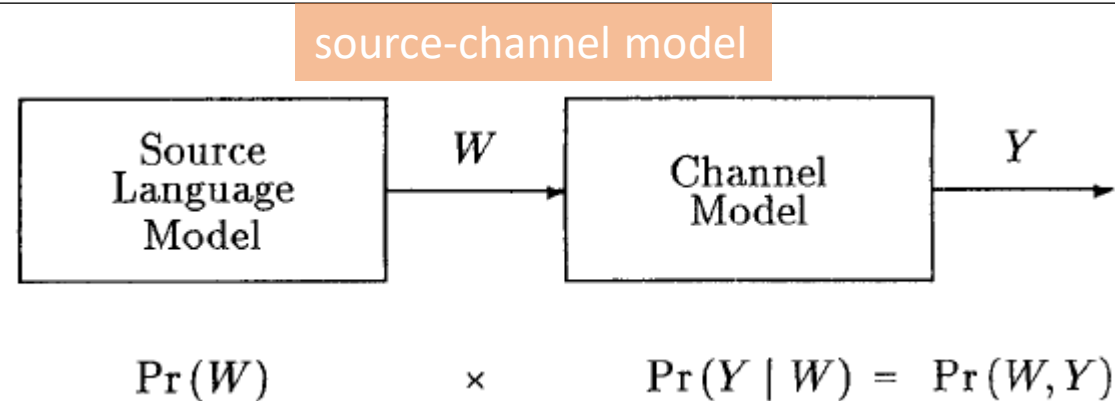 source-channel model
Source
Language
Model
W
Channel
Model
Y
Pr (W) × Pr (Y | W) = Pr (W, Y)